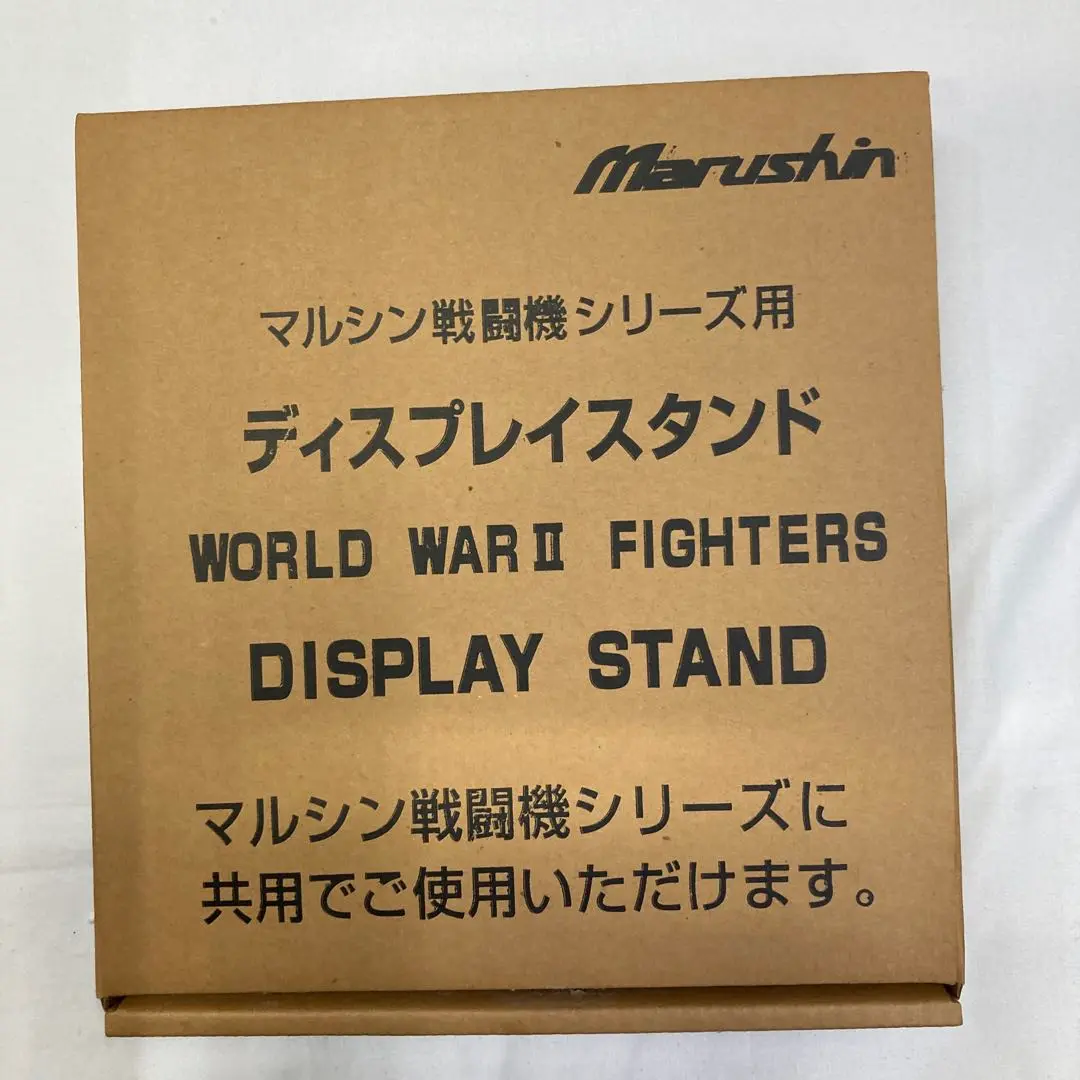 Marushin
マルシン戦闘機シリーズ用
ディスプレイスタンド
WORLD WAR II FIGHTERS
DISPLAY STAND
マルシン戦闘機シリーズに
共用でご使用いただけます。